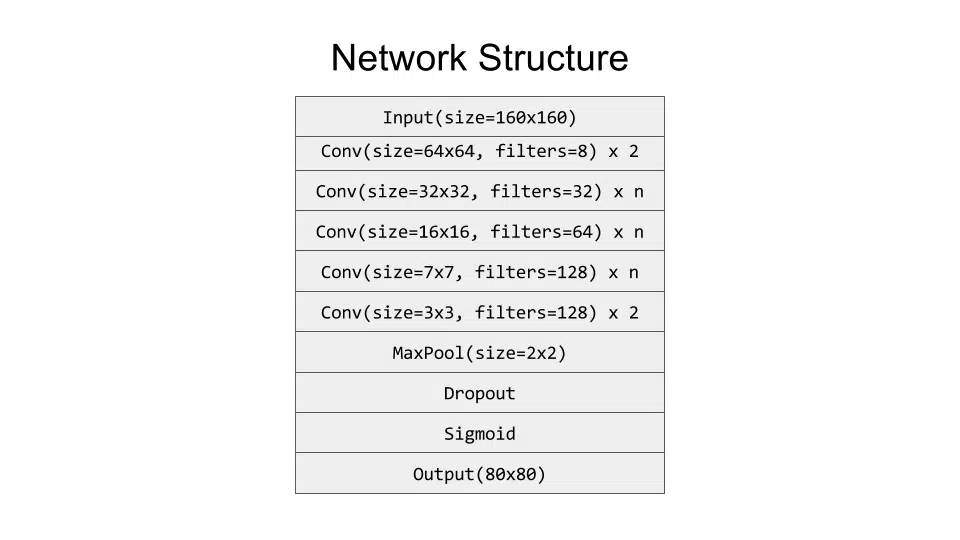 Network Structure
Input(size=160x160)
Conv(size=64x64, filters=8) x 2
Conv(size=32x32, filters=32) x n
Conv(size=16x16, filters=64) x n
Conv(size=7x7, filters=128) x n
Conv(size=3x3, filters=128) x 2
MaxPool(size=2x2)
Dropout
Sigmoid
Output(80x80)